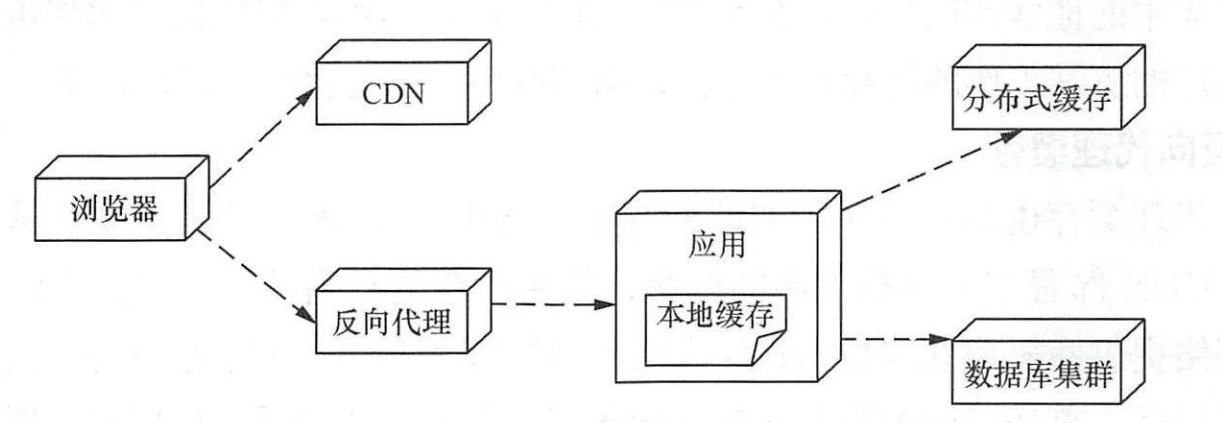 CDN
分布式缓存
浏览器
应用
反向代理
本地缓存
数据库集群